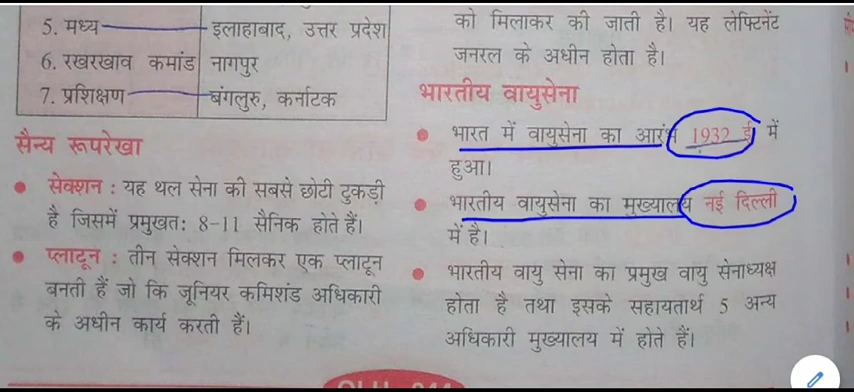 5. मध्य इलाहाबाद, उत्तर प्रदेश
6. रखरखाव कमांड नागपुर
7. प्रशिक्षण बंगलुरु, कर्नाटक
सैन्य रूपरेखा
• सेक्शन : यह थल सेना की सबसे छोटी टुकड़ी
है जिसमें प्रमुखत: 8-11 सैनिक होते हैं।
• प्लाटून : तीन सेक्शन मिलकर एक प्लाटून
बनती हैं जो कि जूनियर कमिशंड अधिकारी
के अधीन कार्य करती हैं।
को मिलाकर की जाती है। यह लेफ्टिनेंट
जनरल के अधीन होता है।
भारतीय वायुसेना
• भारत में वायुसेना का आरंभ 1932 ई में
हुआ।
• भारतीय वायुसेना का मुख्यालय नई दिल्ली
में है।
• भारतीय वायु सेना का प्रमुख वायु सेनाध्यक्ष
होता है तथा इसके सहायतार्थ 5 अन्य
अधिकारी मुख्यालय में होते हैं।